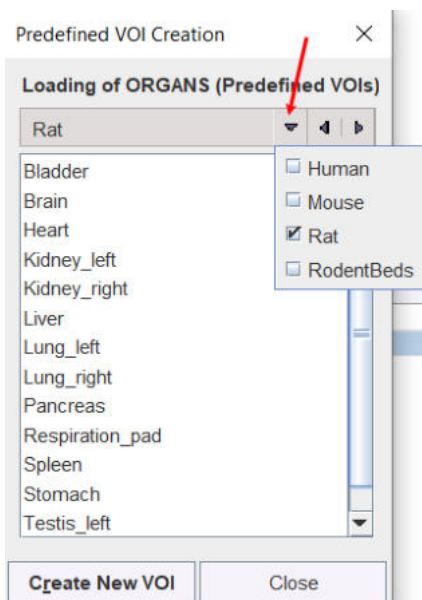 Predefined VOI Creation
Loading of ORGANS (Predefined VOIs)
Rat
Human
Mouse
Rat
RodentBeds
Bladder
Brain
Heart
Kidney_left
Kidney_right
Liver
Lung_left
Lung_right
Pancreas
Respiration_pad
Spleen
Stomach
Testis_left
Create New VOI
Close